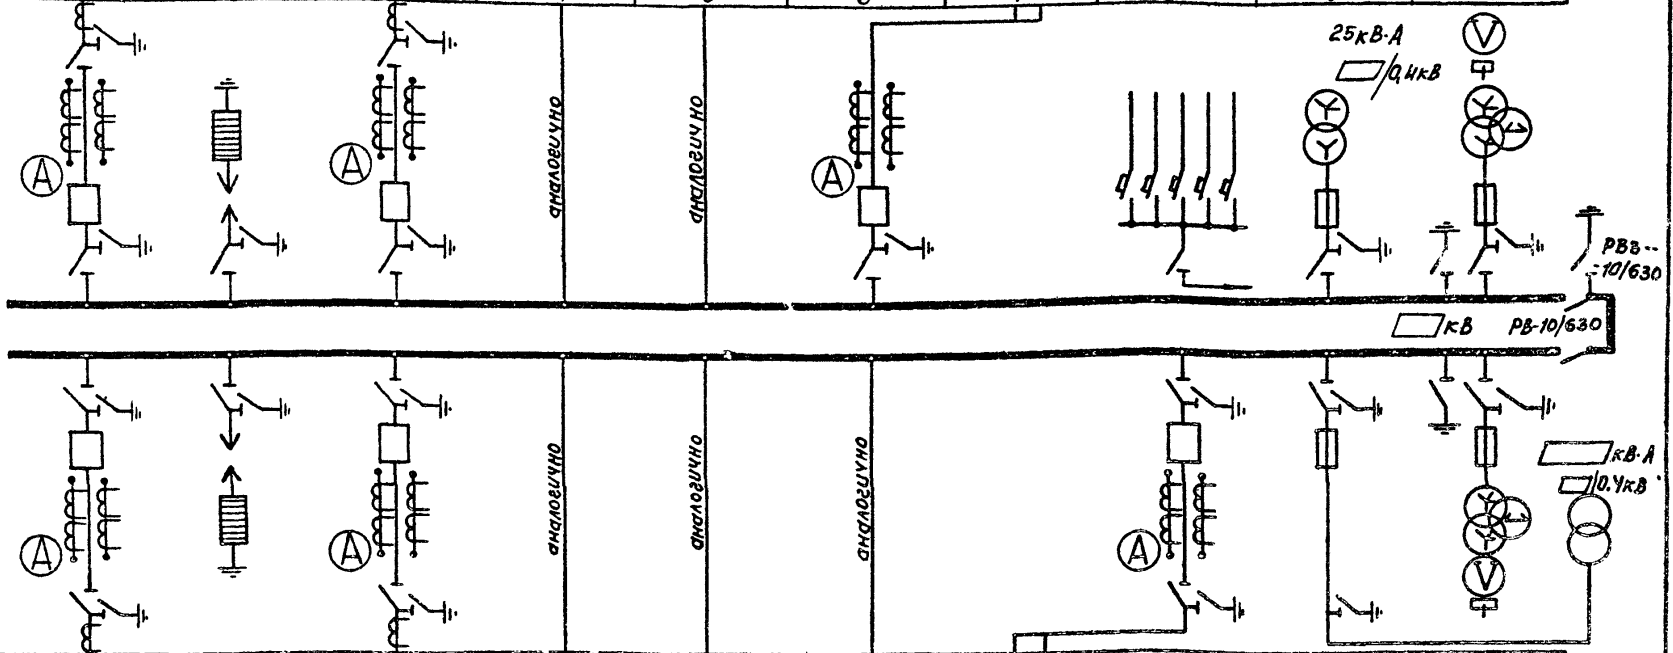 25кВ·А
/0,4кВ
V
A
A
A
аналогично
аналогично
РВЗ--
10/630
/кВ
РВ-10/630
аналогично
аналогично
аналогично
/кВ·А
/0.4кВ
A
A
A
V